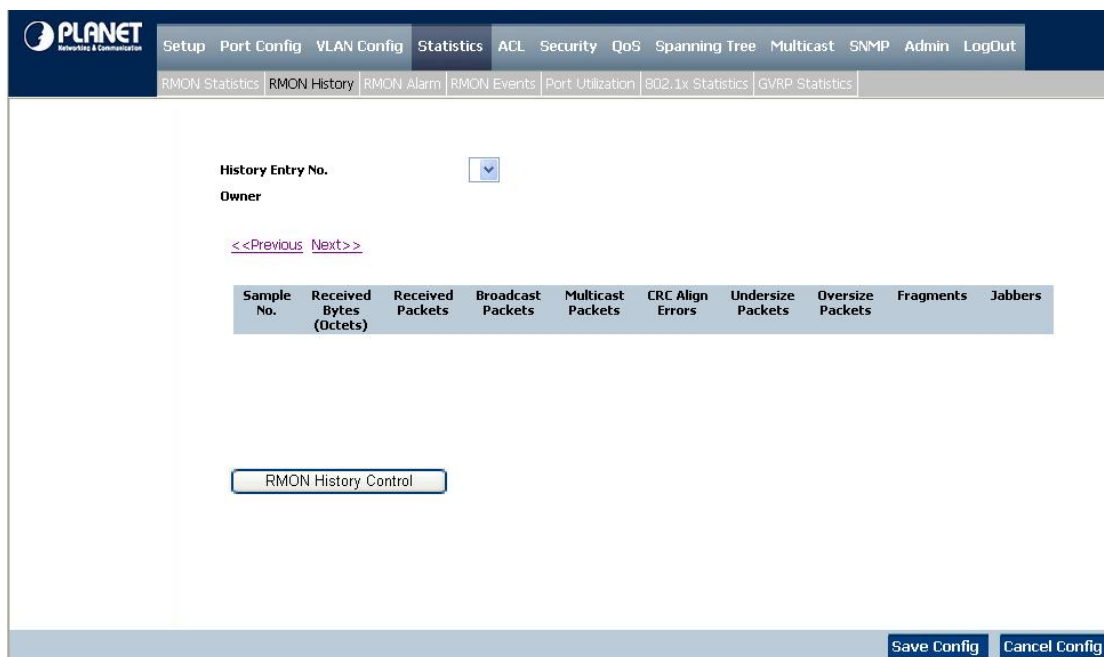 PLANET
Networking & Communication
Setup Port Config VLAN Config Statistics ACL Security QoS Spanning Tree Multicast SNMP Admin LogOut
RMON Statistics RMON History RMON Alarm RMON Events Port Utilization 802.1x Statistics GVRP Statistics
History Entry No.
Owner
<<Previous Next>>
Sample No. Received Bytes (Octets) Received Packets Broadcast Packets Multicast Packets CRC Align Errors Undersize Packets Oversize Packets Fragments Jabbers
RMON History Control
Save Config Cancel Config